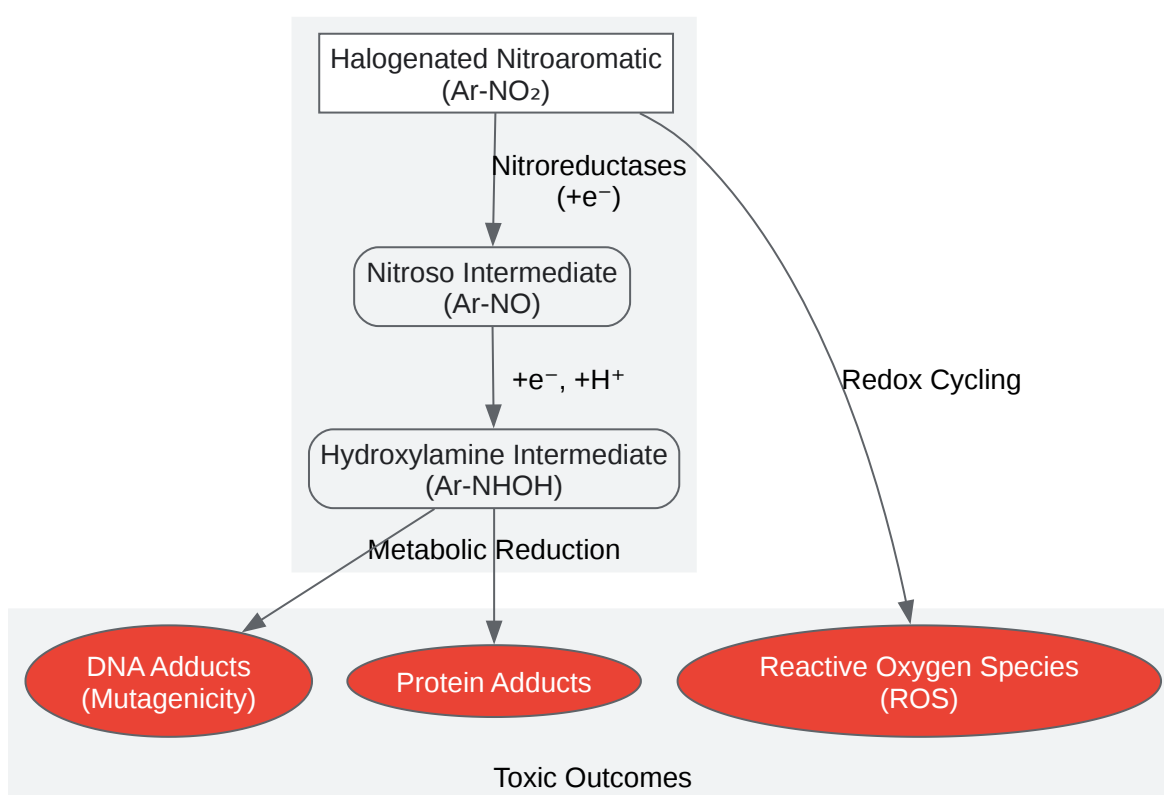 Halogenated Nitroaromatic
(Ar-NO₂)
Nitroreductases
(+e⁻)
Nitroso Intermediate
(Ar-NO)
+e⁻, +H⁺
Redox Cycling
Hydroxylamine Intermediate
(Ar-NHOH)
Metabolic Reduction
DNA Adducts
(Mutagenicity)
Protein Adducts
Reactive Oxygen Species
(ROS)
Toxic Outcomes